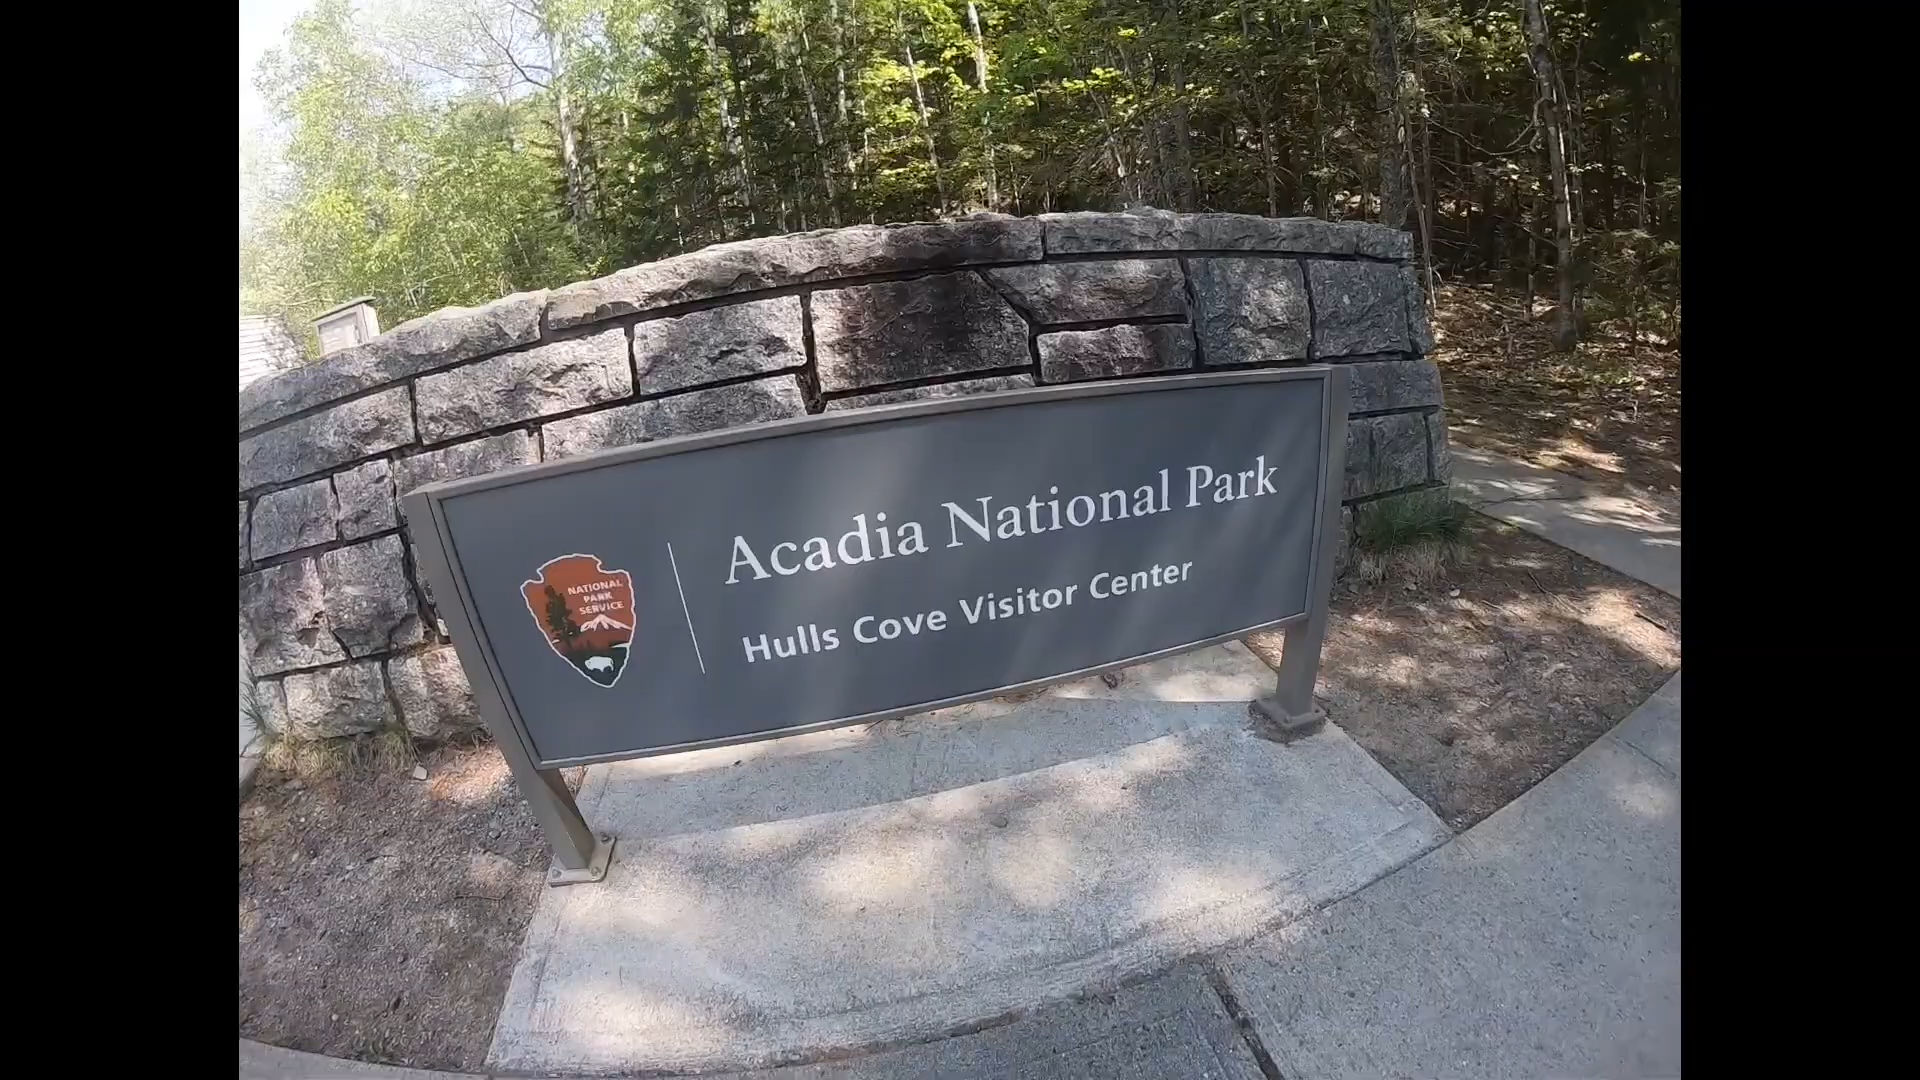 Acadia National Park
Hulls Cove Visitor Center
NATIONAL
PARK
SERVICE